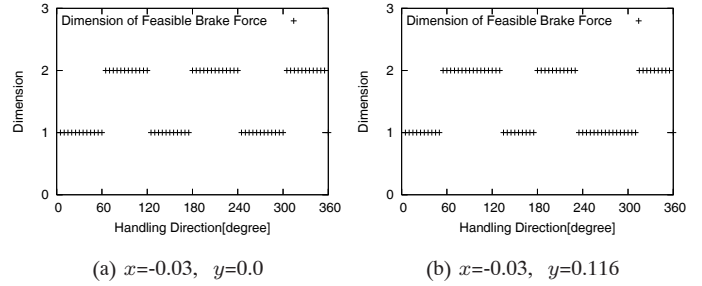 3
Dimension of Feasible Brake Force
2
Dimension
1
0
0 60 120 180 240 300 360
Handling Direction[degree]
(a) x=-0.03, y=0.0
3
Dimension of Feasible Brake Force
2
Dimension
1
0
0 60 120 180 240 300 360
Handling Direction[degree]
(b) x=-0.03, y=0.116